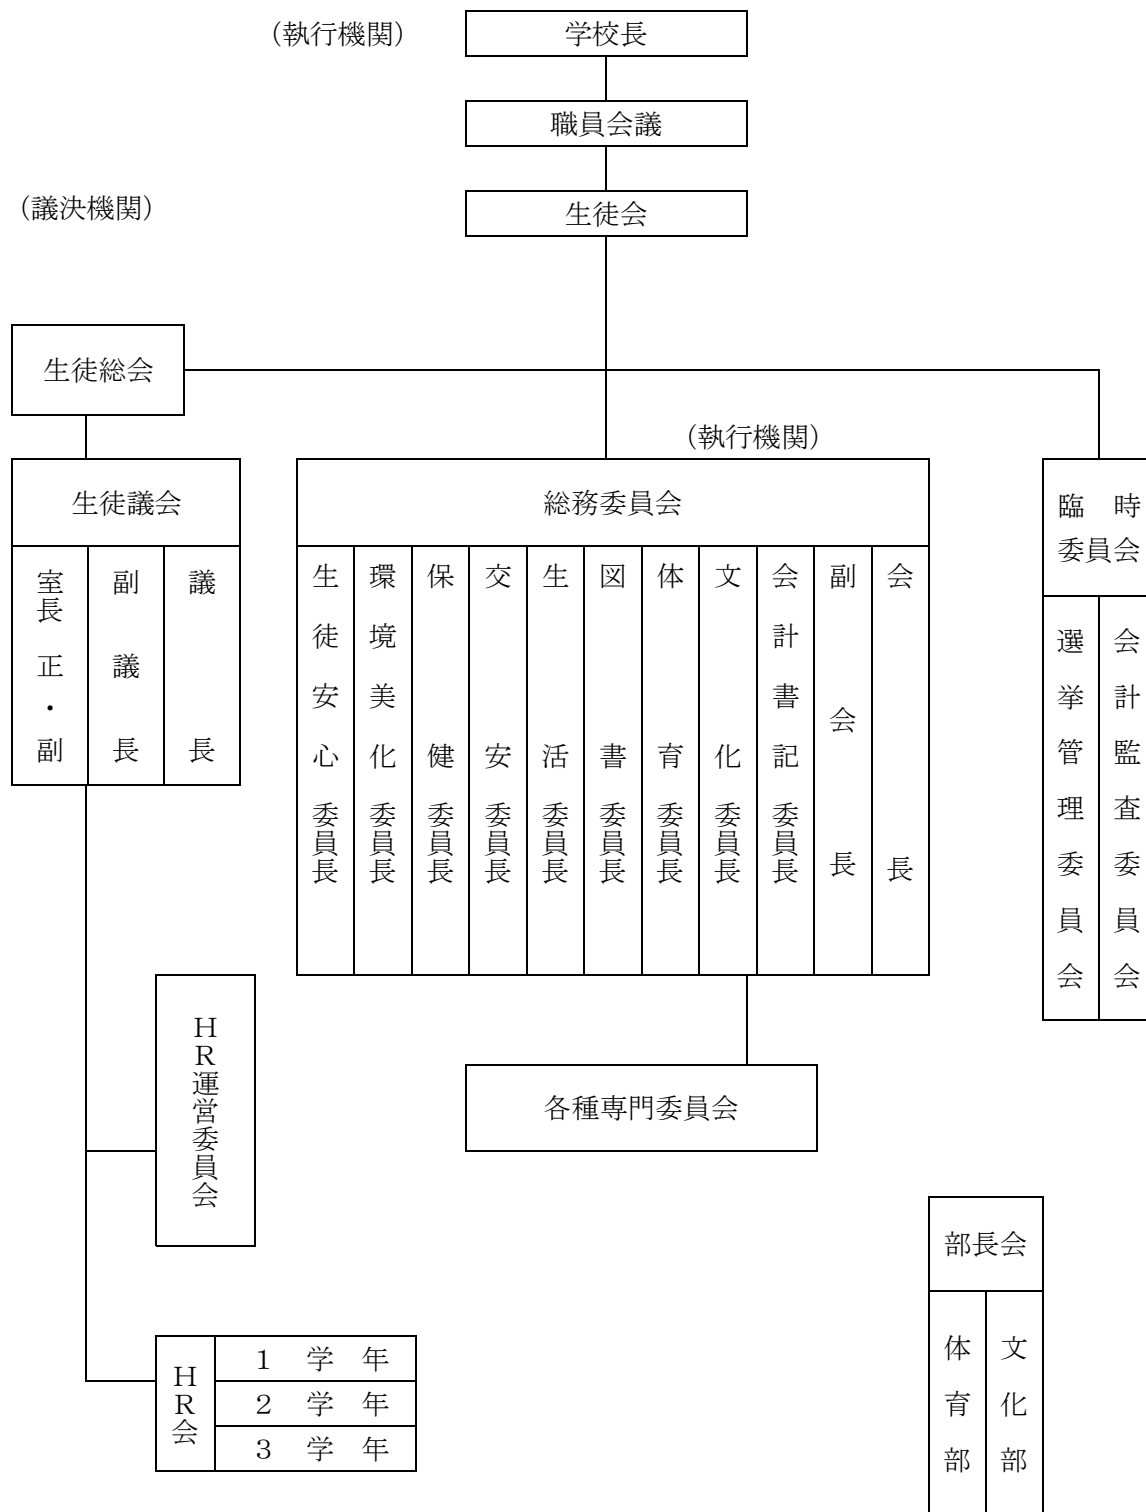 （執行機関）
学校長
職員会議
生徒会
（議決機関）
生徒総会
（執行機関）
生徒議会
議長
副議長
室長正・副
総務委員会
会長
副会長
会計書記委員長
文化委員長
体育委員長
図書委員長
生活委員長
交安委員長
保健委員長
環境美化委員長
生徒安心委員長
臨時
委員会
会計監査委員会
選挙管理委員会
HR運営委員会
各種専門委員会
部長会
文化部
体育部
HR会
1学年
2学年
3学年